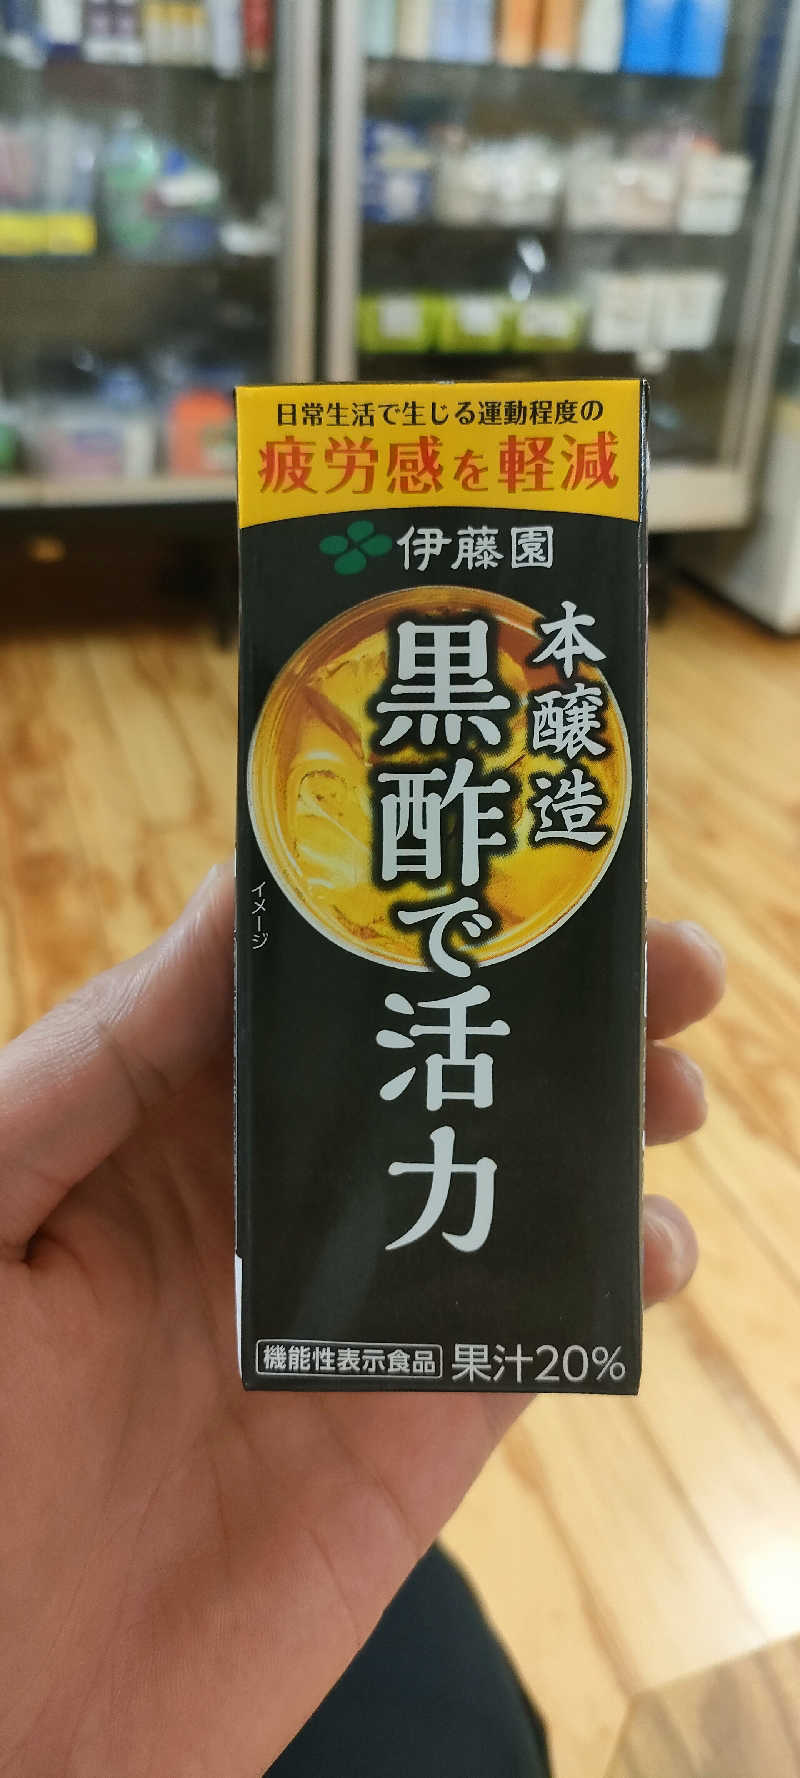 日常生活で生じる運動程度の
疲労感を軽減
伊藤園
本醸造
黒酢で活力
イメージ
機能性表示食品 果汁20%